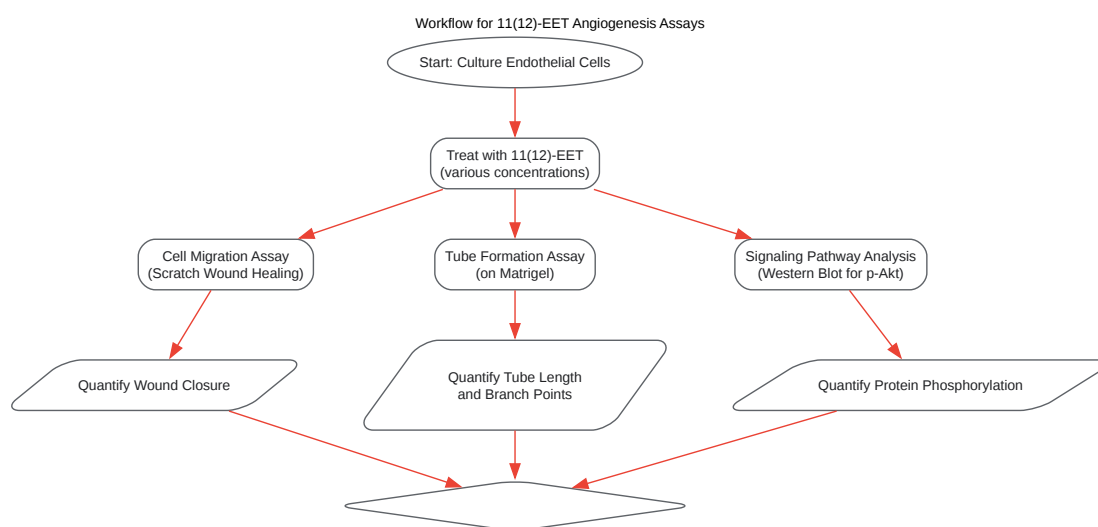 Workflow for 11(12)-EET Angiogenesis Assays
Start: Culture Endothelial Cells
Treat with 11(12)-EET
(various concentrations)
Cell Migration Assay
(Scratch Wound Healing)
Tube Formation Assay
(on Matrigel)
Signaling Pathway Analysis
(Western Blot for p-Akt)
Quantify Wound Closure
Quantify Tube Length
and Branch Points
Quantify Protein Phosphorylation